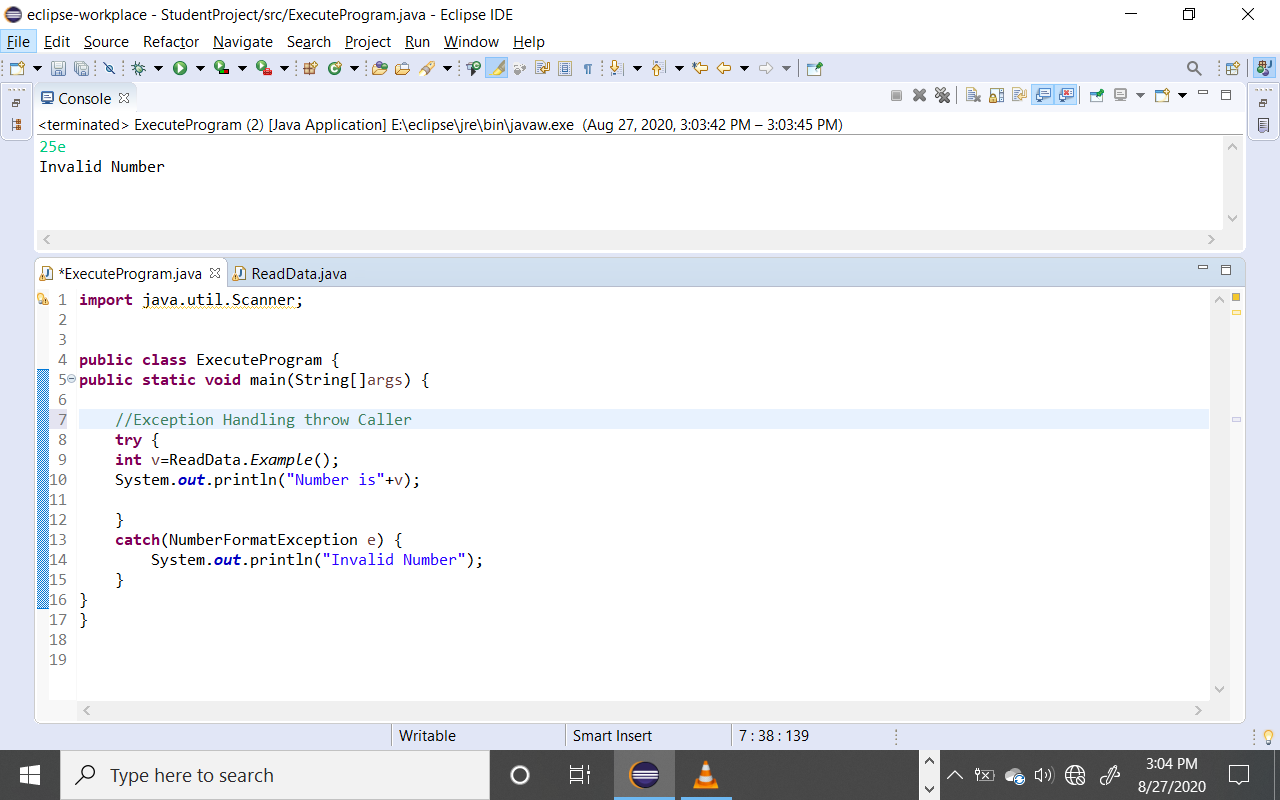 eclipse-workplace - StudentProject/src/ExecuteProgram.java - Eclipse IDE
File Edit Source Refactor Navigate Search Project Run Window Help
Console
<terminated> ExecuteProgram (2) [Java Application] E:\eclipse\jre\bin\javaw.exe (Aug 27, 2020, 3:03:42 PM – 3:03:45 PM)
25e
Invalid Number
*ExecuteProgram.java ReadData.java
1 import java.util.Scanner;
2
3
4 public class ExecuteProgram {
5 public static void main(String[]args) {
6
7 //Exception Handling throw Caller
8 try {
9 int v=ReadData.Example();
10 System.out.println("Number is"+v);
11
12 }
13 catch(NumberFormatException e) {
14 System.out.println("Invalid Number");
15 }
16 }
17 }
18
19
Writable Smart Insert 7 : 38 : 139
Type here to search
3:04 PM
8/27/2020